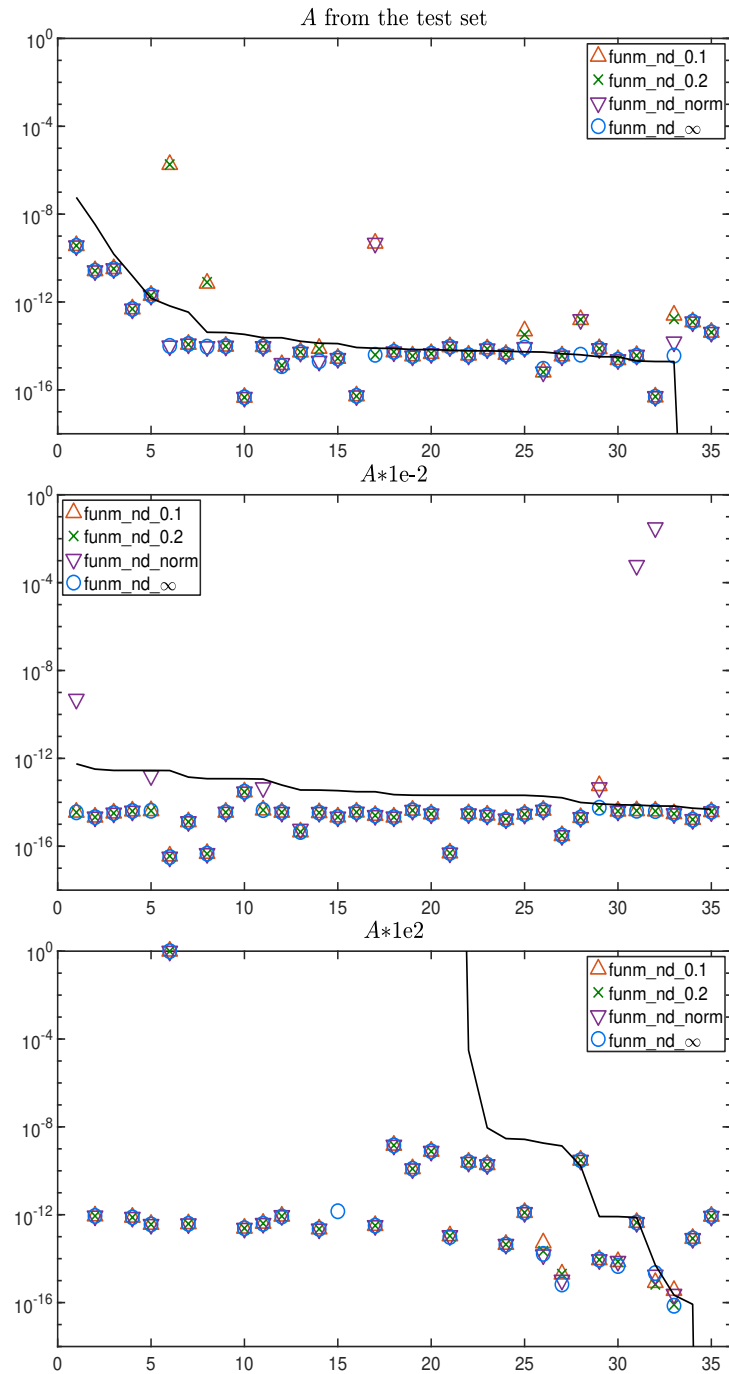 A from the test set
10^0
10^-4
10^-8
10^-12
10^-16
funm_nd_0.1
funm_nd_0.2
funm_nd_norm
funm_nd_∞
0 5 10 15 20 25 30 35
A*1e-2
10^0
10^-4
10^-8
10^-12
10^-16
funm_nd_0.1
funm_nd_0.2
funm_nd_norm
funm_nd_∞
0 5 10 15 20 25 30 35
A*1e2
10^0
10^-4
10^-8
10^-12
10^-16
funm_nd_0.1
funm_nd_0.2
funm_nd_norm
funm_nd_∞
0 5 10 15 20 25 30 35